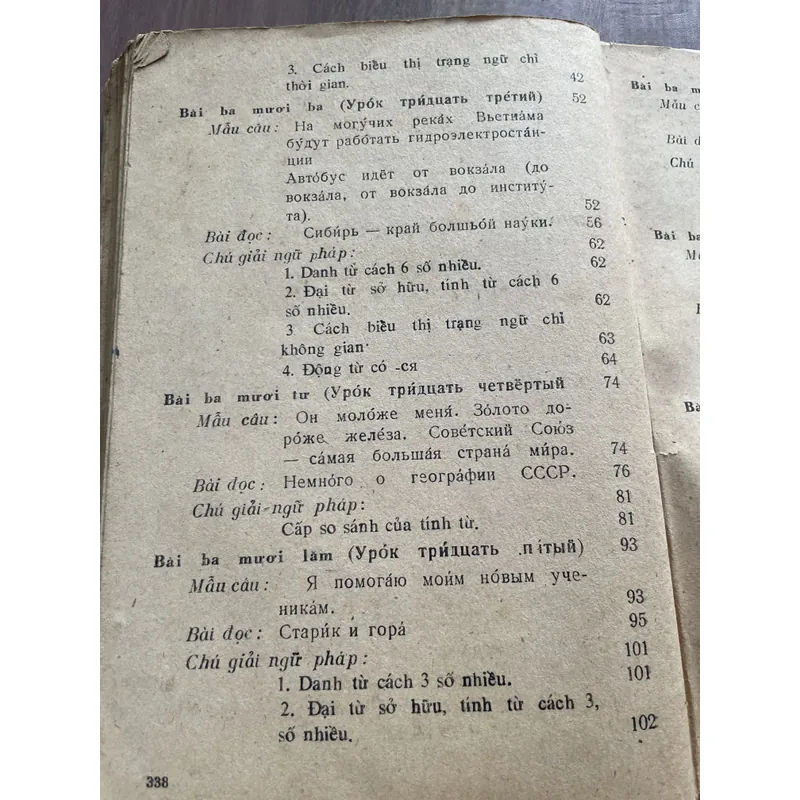 3. Cách biểu thị trạng ngữ chỉ
thời gian. 42
Bài ba mươi ba (Уро́к три́дцать тре́тий) 52
Mẫu câu: На могу́чих река́х Вьетна́ма
бу́дут рабо́тать гидроэлектроста́н-
ции
Авто́бус идёт от вокза́ла (до
вокза́ла, от вокза́ла до институ́-
та). 52
Bài đọc: Сиби́рь — край болшьо́й нау́ки. 56
Chú giải ngữ pháp: 62
1. Danh từ cách 6 số nhiều. 62
2. Đại từ sở hữu, tính từ cách 6
số nhiều. 62
3 Cách biểu thị trạng ngữ chỉ
không gian. 63
4. Động từ có -ся 64
Bài ba mươi tư (Уро́к три́дцать четвёртый 74
Mẫu câu: Он моло́же меня́. Зо́лото до-
ро́же желе́за. Сове́тский Сою́з
— са́мая больша́я страна́ ми́ра. 74
Bài đọc: Немно́го о географии СССР. 76
Chú giải ngữ pháp: 81
Cấp so sánh của tính từ. 81
Bài ba mươi lăm (Уро́к три́дцать пя́тый) 93
Mẫu câu: Я помога́ю мои́м но́вым уче-
никам. 93
Bài đọc: Стари́к и гора́ 95
Chú giải ngữ pháp: 101
1. Danh từ cách 3 số nhiều. 101
2. Đại từ sở hữu, tính từ cách 3,
số nhiều. 102
338
Bài ba
Mẫu c
Bài đ
Chú
Bài b
M
Bà